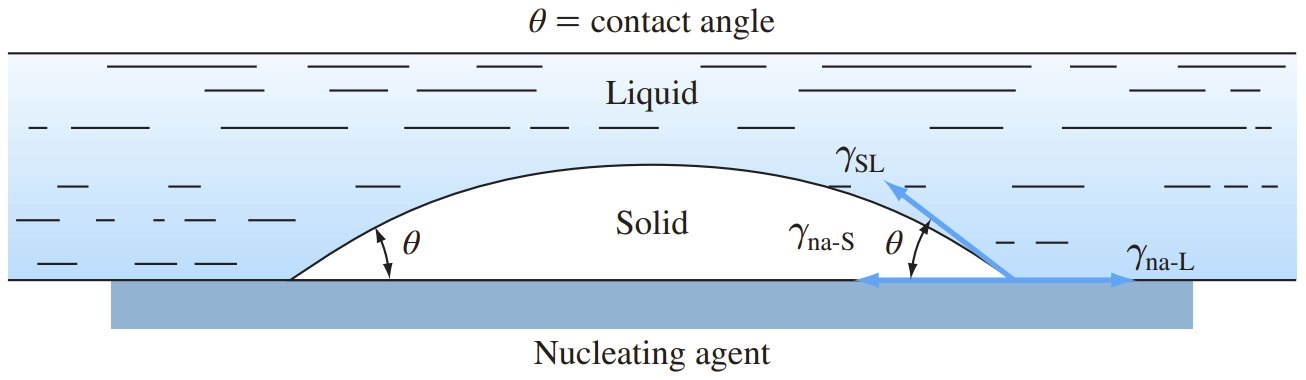 θ = contact angle
Liquid
γSL
Solid
θ
γna-S
θ
γna-L
Nucleating agent